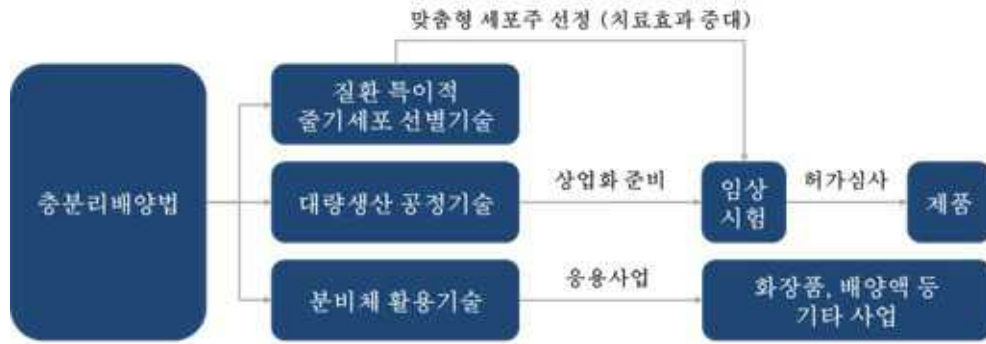 맞춤형 세포주 선정 (치료효과 증대)
질환 특이적
줄기세포 선별기술
층분리배양법
대량생산 공정기술
상업화 준비
임상
시험
허가심사
제품
분비체 활용기술
응용사업
화장품, 배양액 등
기타 사업